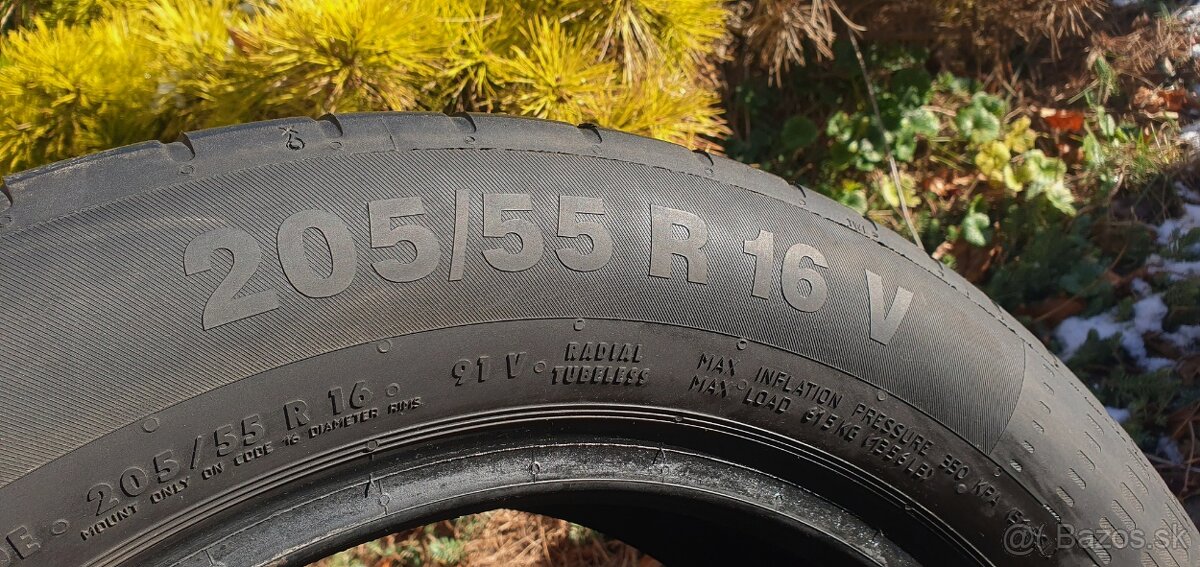 205/55 R 16 V
205/55 R 16
MOUNT ONLY ON CODE 16 DIAMETER RIMS
91 V
RADIAL
TUBELESS
MAX INFLATION PRESSURE 350 KPA
MAX LOAD 615 KG (1356 LB)
@ Bazos.sk